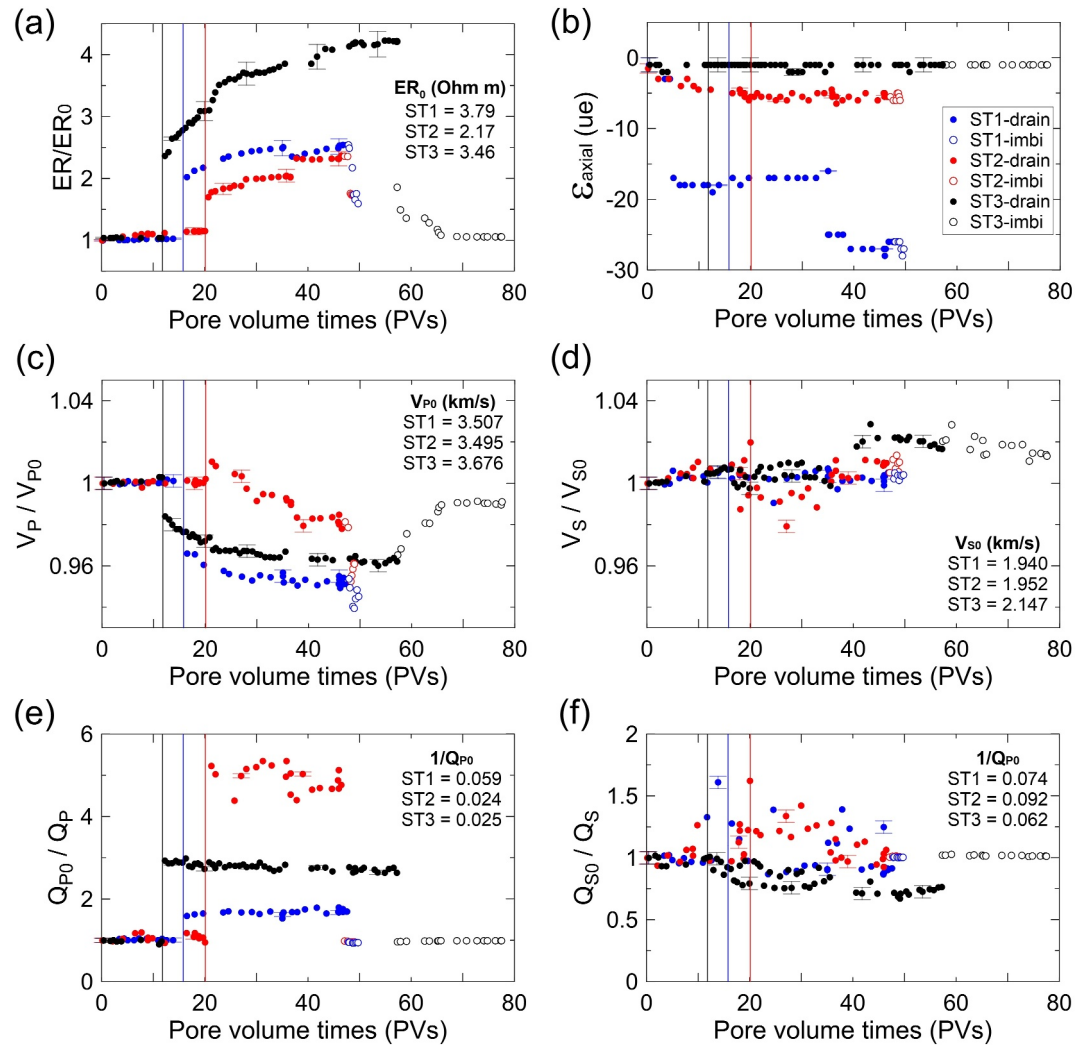 (a)
ER/ER0
4
3
2
1
0 20 40 60 80
Pore volume times (PVs)
ER0 (Ohm m)
ST1 = 3.79
ST2 = 2.17
ST3 = 3.46
(b)
εaxial (ue)
0
-10
-20
-30
0 20 40 60 80
Pore volume times (PVs)
ST1-drain
ST1-imbi
ST2-drain
ST2-imbi
ST3-drain
ST3-imbi
(c)
VP / VP0
1.04
1.00
0.96
0 20 40 60 80
Pore volume times (PVs)
VP0 (km/s)
ST1 = 3.507
ST2 = 3.495
ST3 = 3.676
(d)
VS / VS0
1.04
1.00
0.96
0 20 40 60 80
Pore volume times (PVs)
VS0 (km/s)
ST1 = 1.940
ST2 = 1.952
ST3 = 2.147
(e)
QP0 / QP
6
4
2
0
0 20 40 60 80
Pore volume times (PVs)
1/QP0
ST1 = 0.059
ST2 = 0.024
ST3 = 0.025
(f)
QS0 / QS
2
1.5
1
0.5
0
0 20 40 60 80
Pore volume times (PVs)
1/QP0
ST1 = 0.074
ST2 = 0.092
ST3 = 0.062